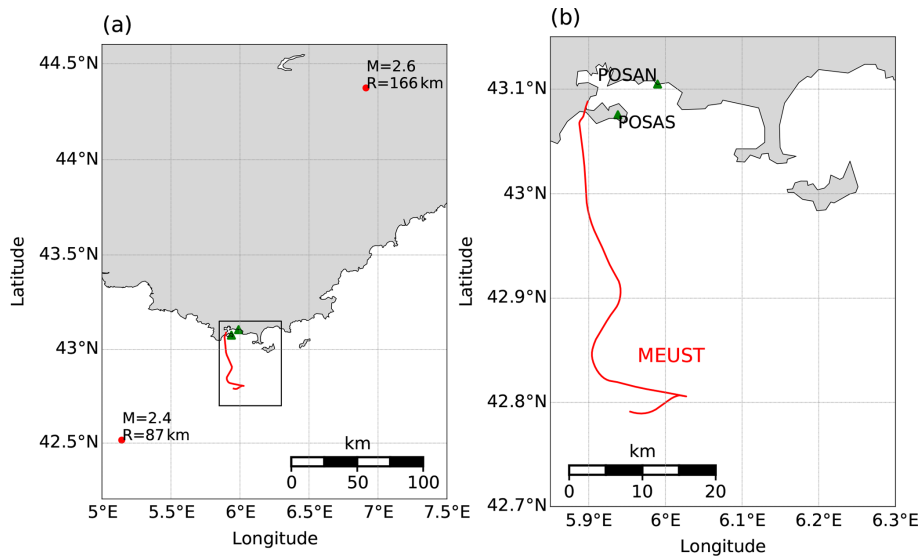 (a)
44.5°N
44°N
43.5°N
43°N
42.5°N
Latitude
M=2.6
R=166 km
M=2.4
R=87 km
km
0 50 100
5°E 5.5°E 6°E 6.5°E 7°E 7.5°E
Longitude
(b)
43.1°N
43°N
42.9°N
42.8°N
42.7°N
Latitude
POSAN
POSAS
MEUST
km
0 10 20
5.9°E 6°E 6.1°E 6.2°E 6.3°E
Longitude